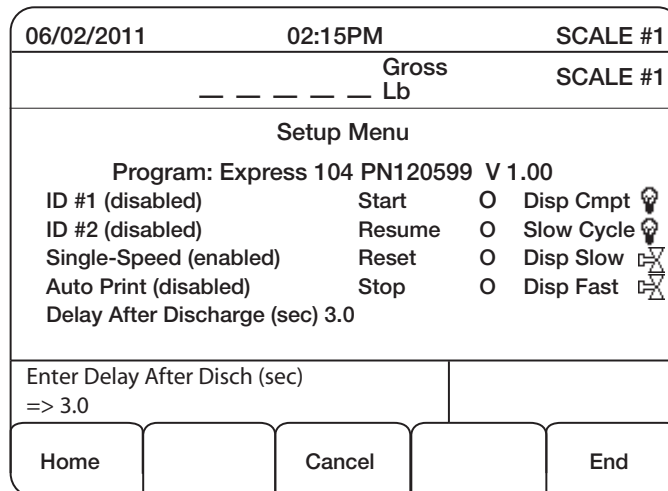 06/02/2011 02:15PM SCALE #1
Gross SCALE #1
_ _ _ _ _ Lb
Setup Menu
Program: Express 104 PN120599 V 1.00
ID #1 (disabled) Start O Disp Cmpt
ID #2 (disabled) Resume O Slow Cycle
Single-Speed (enabled) Reset O Disp Slow
Auto Print (disabled) Stop O Disp Fast
Delay After Discharge (sec) 3.0
Enter Delay After Disch (sec)
=> 3.0
Home Cancel End